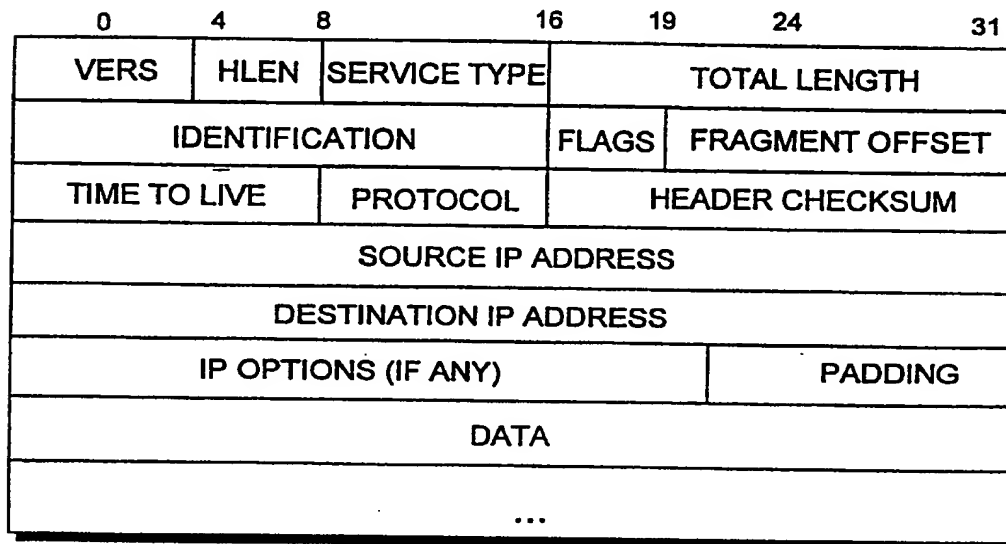 0 4 8 16 19 24 31
VERS HLEN SERVICE TYPE TOTAL LENGTH
IDENTIFICATION FLAGS FRAGMENT OFFSET
TIME TO LIVE PROTOCOL HEADER CHECKSUM
SOURCE IP ADDRESS
DESTINATION IP ADDRESS
IP OPTIONS (IF ANY) PADDING
DATA
...